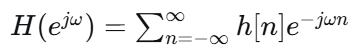 H(e^{jω}) = ∑_{n=-∞}^{∞} h[n]e^{-jωn}